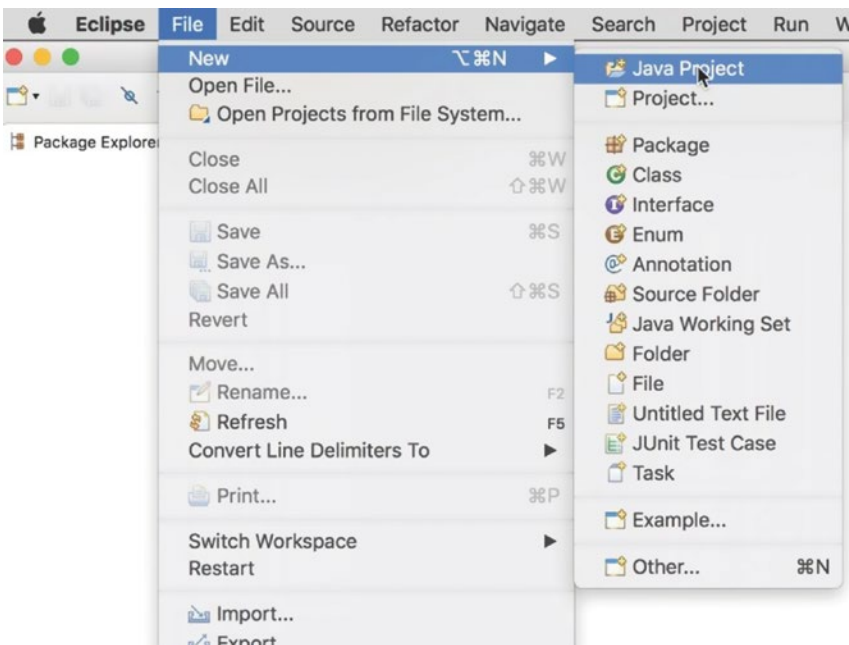 Eclipse File Edit Source Refactor Navigate Search Project Run W
New ⌥⌘N ▶
Open File...
Open Projects from File System...
Package Explorer
Close ⌘W
Close All ⇧⌘W
Save ⌘S
Save As...
Save All ⇧⌘S
Revert
Move...
Rename... F2
Refresh F5
Convert Line Delimiters To ▶
Print... ⌘P
Switch Workspace ▶
Restart
Import...
Export
Java Project
Project...
Package
Class
Interface
Enum
Annotation
Source Folder
Java Working Set
Folder
File
Untitled Text File
JUnit Test Case
Task
Example...
Other... ⌘N